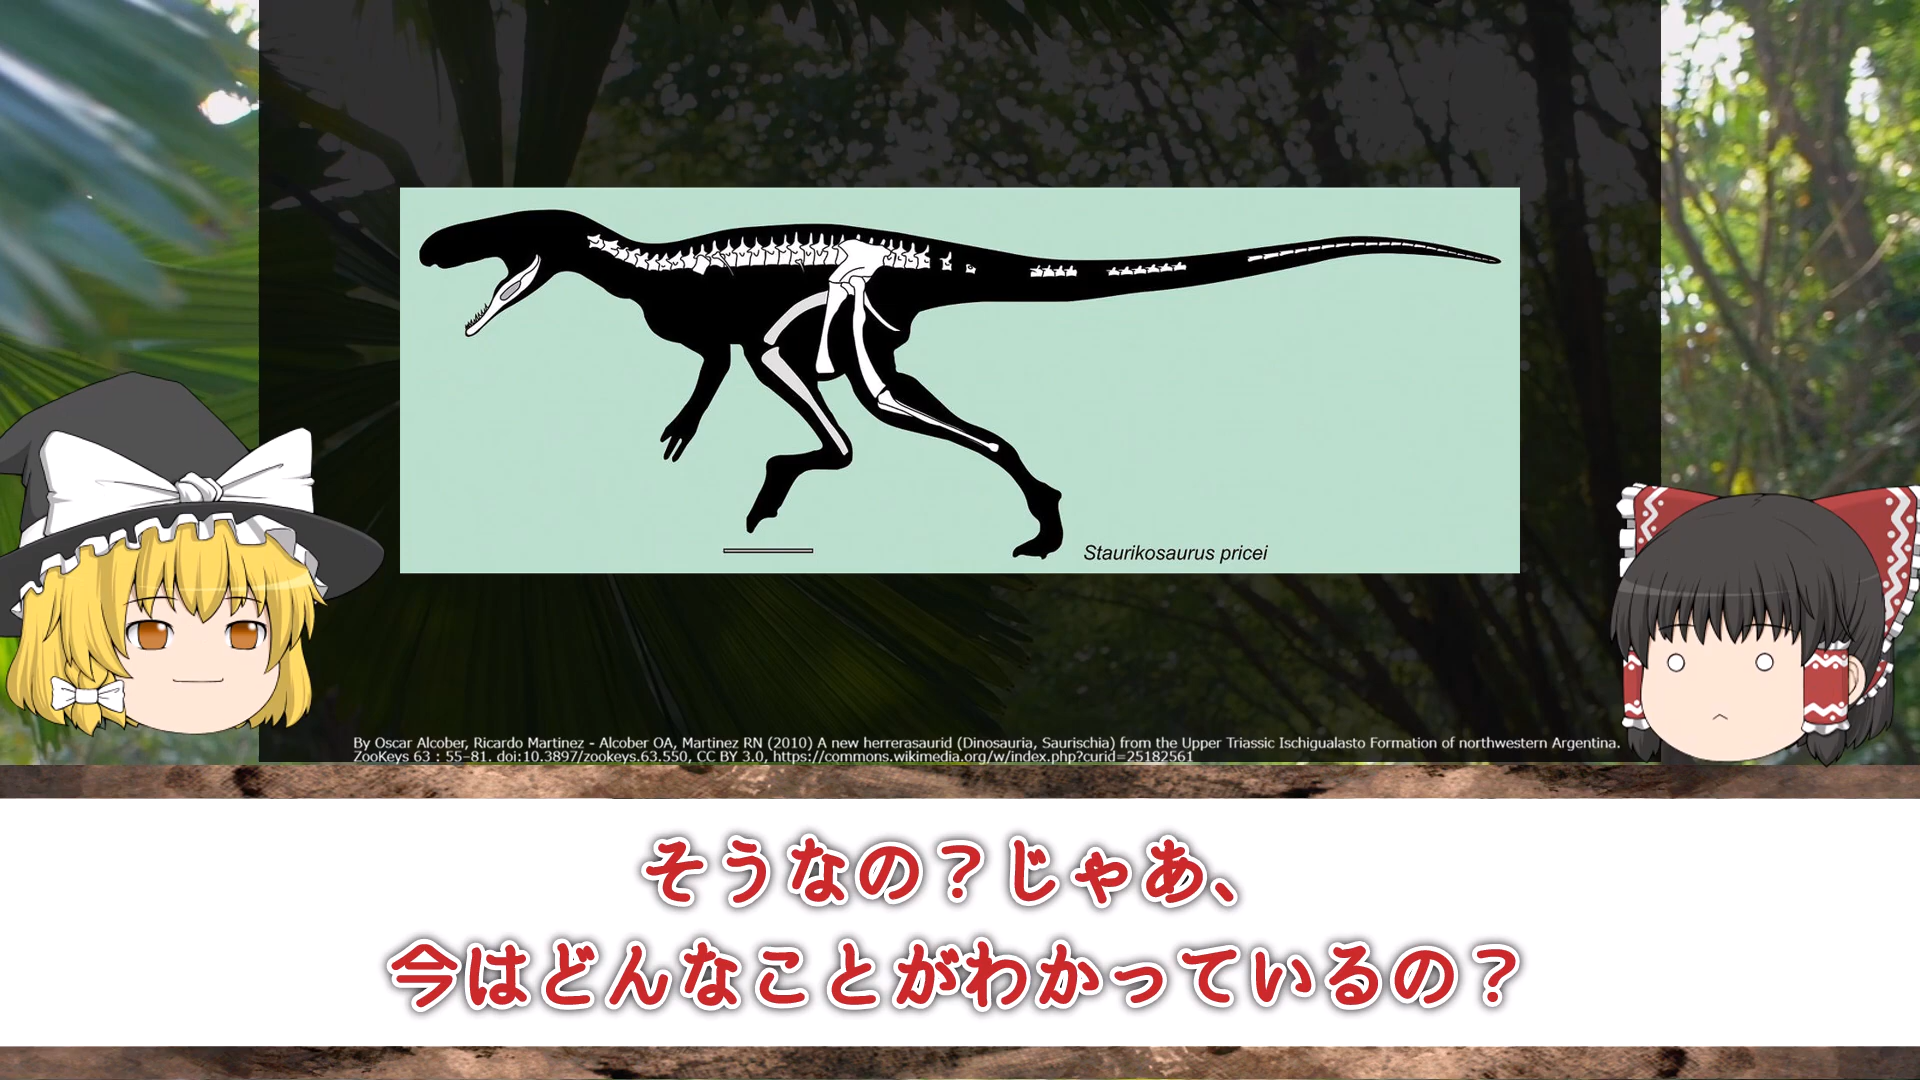 Staurikosaurus pricei
By Oscar Alcober, Ricardo Martinez - Alcober OA, Martinez RN (2010) A new herrerasaurid (Dinosauria, Saurischia) from the Upper Triassic Ischigualasto Formation of northwestern Argentina.
ZooKeys 63 : 55–81. doi:10.3897/zookeys.63.550, CC BY 3.0, https://commons.wikimedia.org/w/index.php?curid=25182561
そうなの？じゃあ、
今はどんなことがわかっているの？